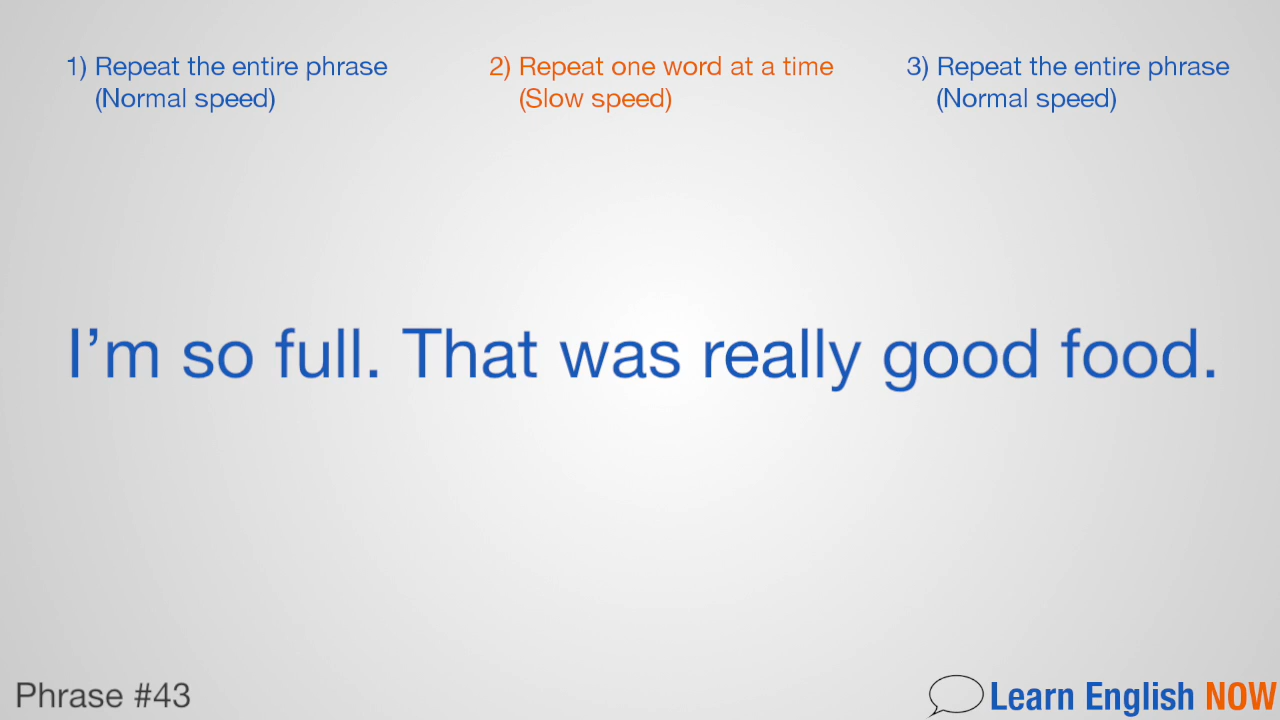 1) Repeat the entire phrase
(Normal speed)
2) Repeat one word at a time
(Slow speed)
3) Repeat the entire phrase
(Normal speed)
I’m so full. That was really good food.
Phrase #43
Learn English NOW